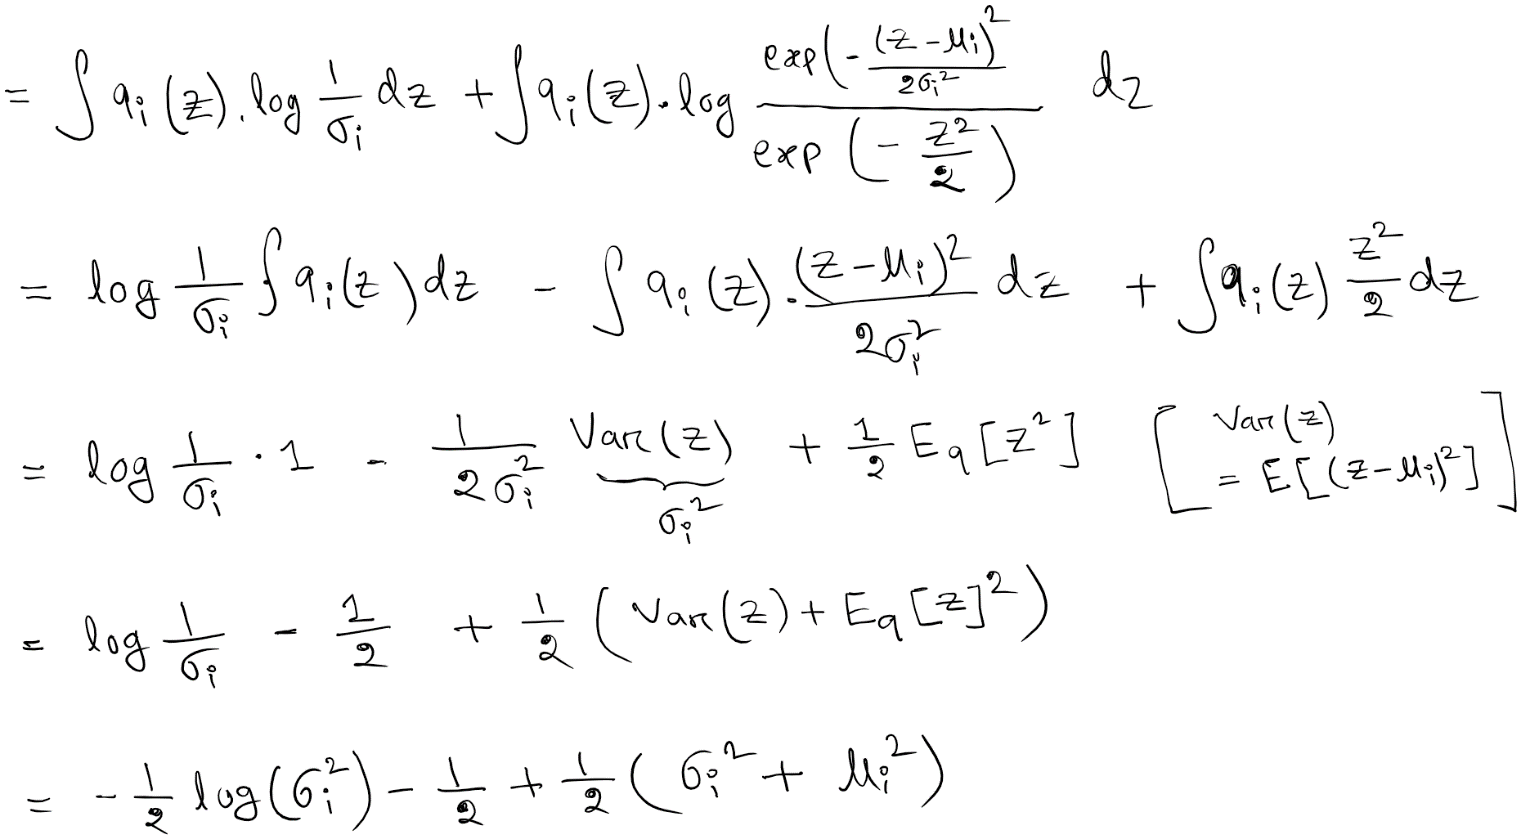 = ∫ qᵢ(z). log 1/σᵢ dz + ∫ qᵢ(z). log exp(-(z-μᵢ)²/2σᵢ²) / exp(-z²/2) dz
= log 1/σᵢ ∫ qᵢ(z) dz - ∫ qᵢ(z). (z-μᵢ)²/2σᵢ² dz + ∫ qᵢ(z) z²/2 dz
= log 1/σᵢ · 1 - 1/2σᵢ² Var(z) + 1/2 E_q[z²] [Var(z) = E[(z-μᵢ)²]]
σᵢ²
= log 1/σᵢ - 1/2 + 1/2 (Var(z) + E_q[z]²)
= -1/2 log(σᵢ²) - 1/2 + 1/2 (σᵢ² + μᵢ²)